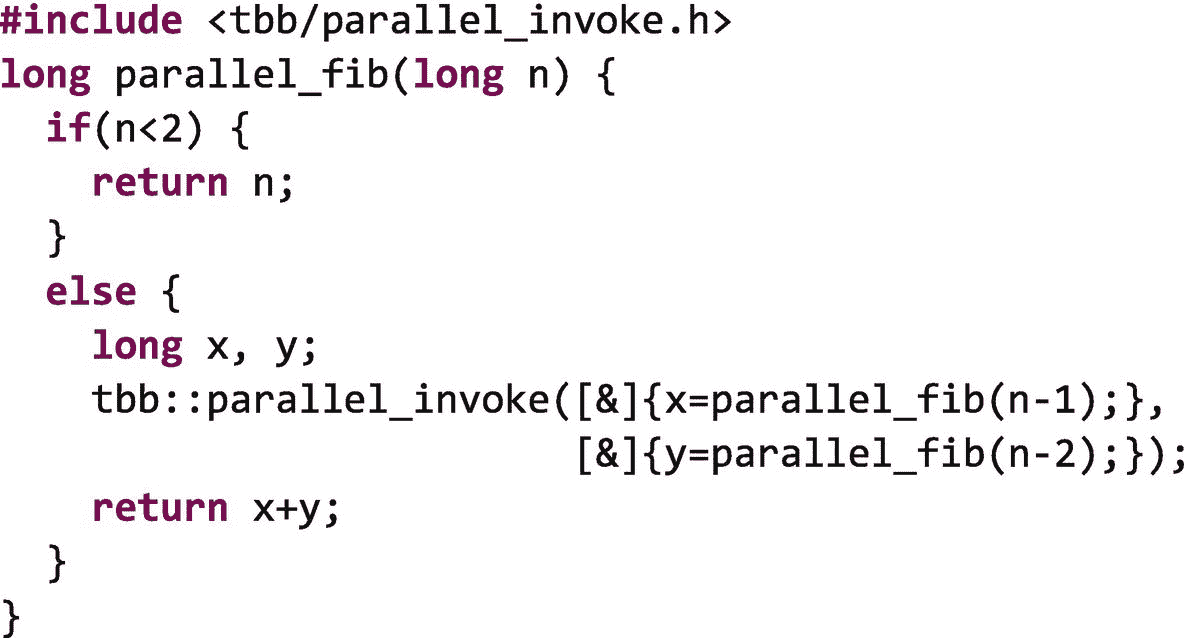 #include <tbb/parallel_invoke.h>
long parallel_fib(long n) {
  if(n<2) {
    return n;
  }
  else {
    long x, y;
    tbb::parallel_invoke([&]{x=parallel_fib(n-1);},
                         [&]{y=parallel_fib(n-2);});
    return x+y;
  }
}